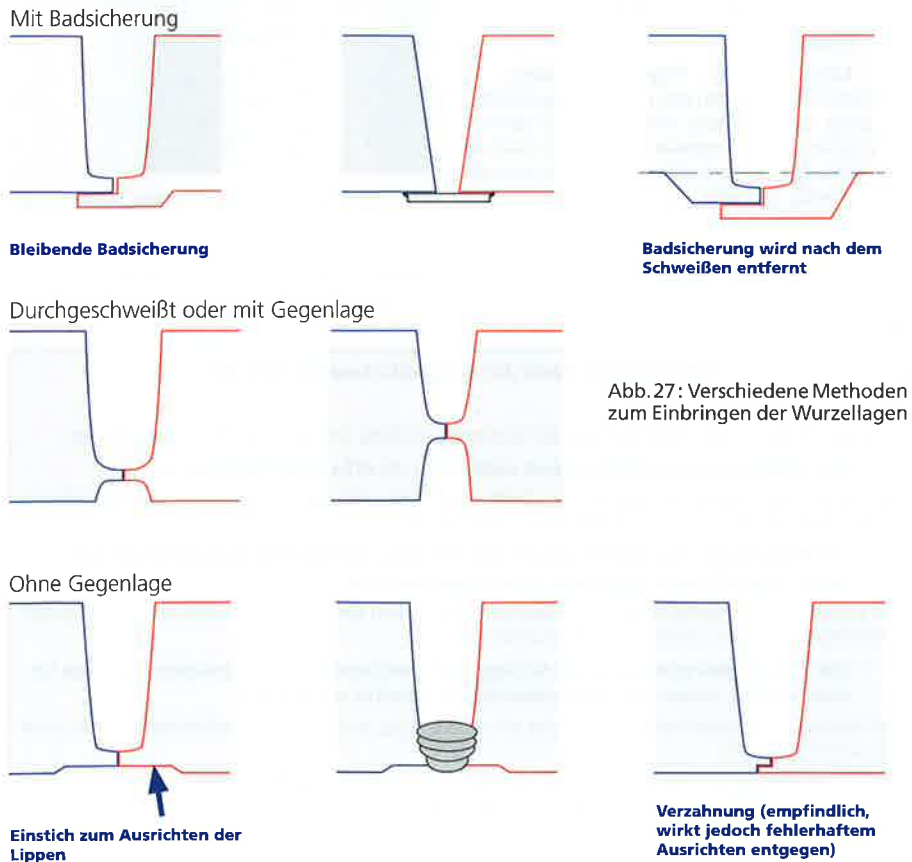 Mit Badsicherung
Bleibende Badsicherung
Badsicherung wird nach dem
Schweißen entfernt
Durchgeschweißt oder mit Gegenlage
Abb.27: Verschiedene Methoden
zum Einbringen der Wurzellagen
Ohne Gegenlage
Einstich zum Ausrichten der
Lippen
Verzahnung (empfindlich,
wirkt jedoch fehlerhaftem
Ausrichten entgegen)